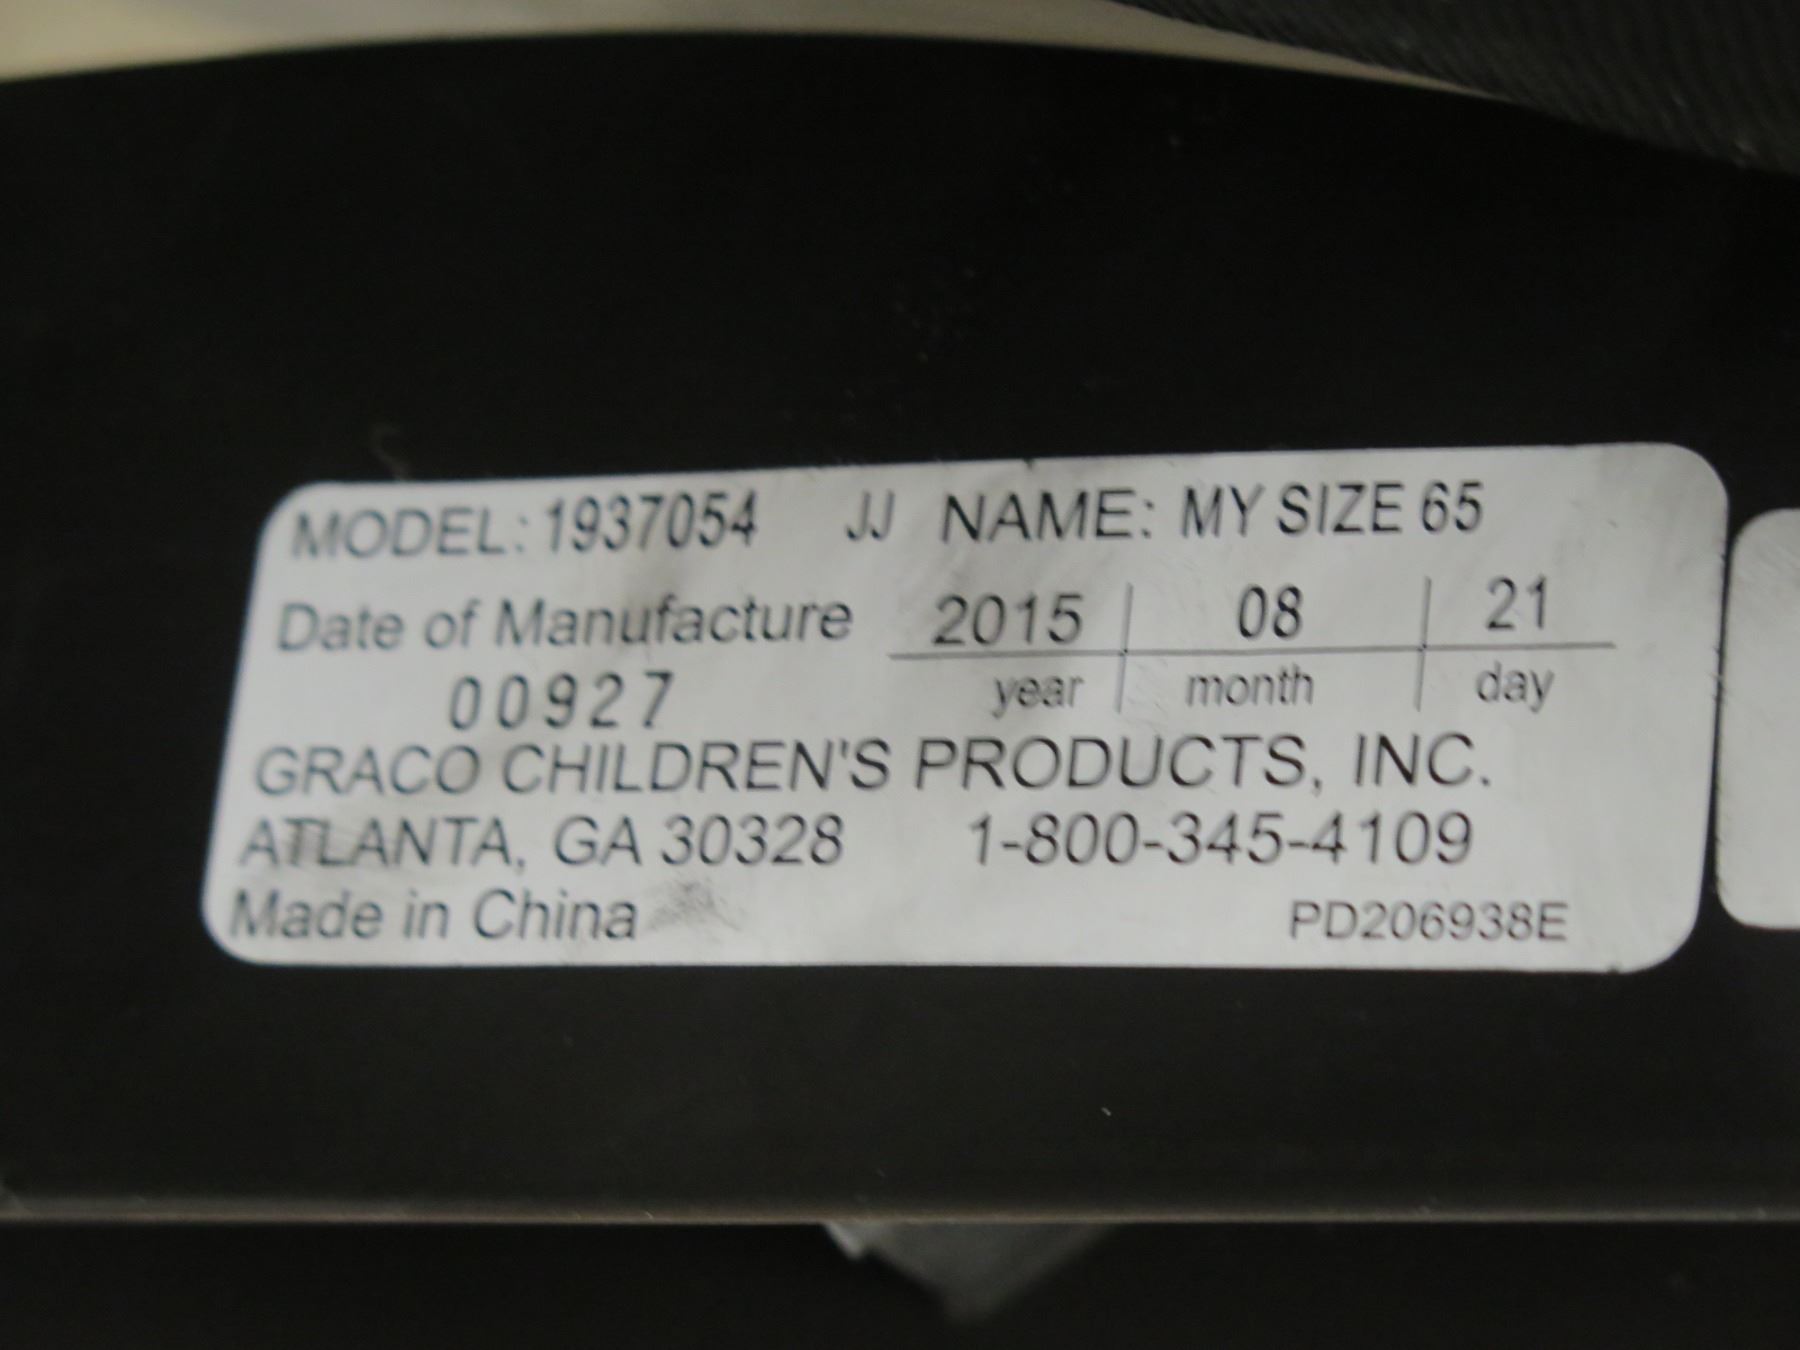 MODEL: 1937054 JJ NAME: MY SIZE 65
Date of Manufacture 2015 08 21
00927 year month day
GRACO CHILDREN'S PRODUCTS, INC.
ATLANTA, GA 30328 1-800-345-4109
Made in China PD206938E